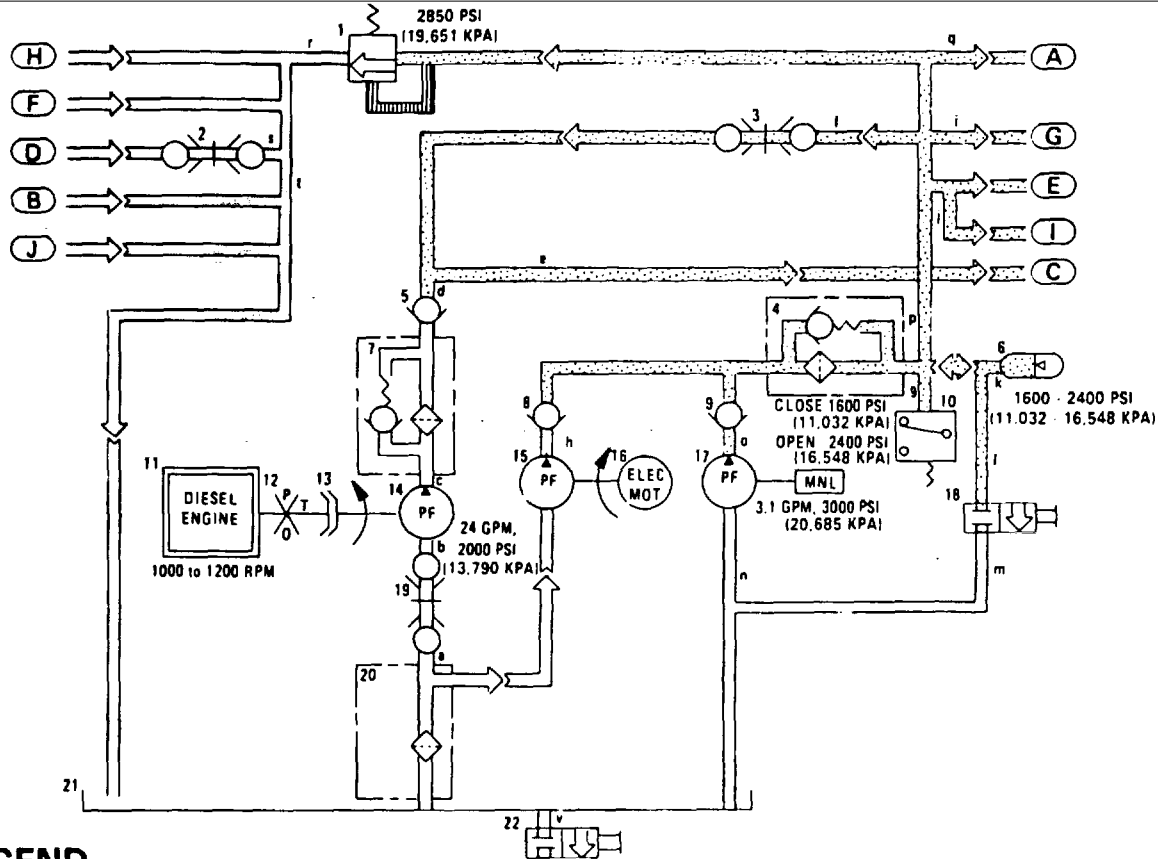 2850 PSI
(19,651 KPA)
1
H
r
q
A
F
2
3
D
s
l
i
G
B
t
E
J
j
I
e
C
5
d
4
p
7
6
k
1600 - 2400 PSI
(11.032 - 16.548 KPA)
8
9
CLOSE 1600 PSI
(11.032 KPA)
OPEN 2400 PSI
(16.548 KPA)
g
10
11
DIESEL
ENGINE
1000 to 1200 RPM
12
P
T
O
13
14
c
PF
24 GPM,
2000 PSI
(13.790 KPA)
b
h
15
PF
16
ELEC
MOT
o
17
PF
MNL
3.1 GPM, 3000 PSI
(20,685 KPA)
l
18
19
n
m
a
20
21
22
v